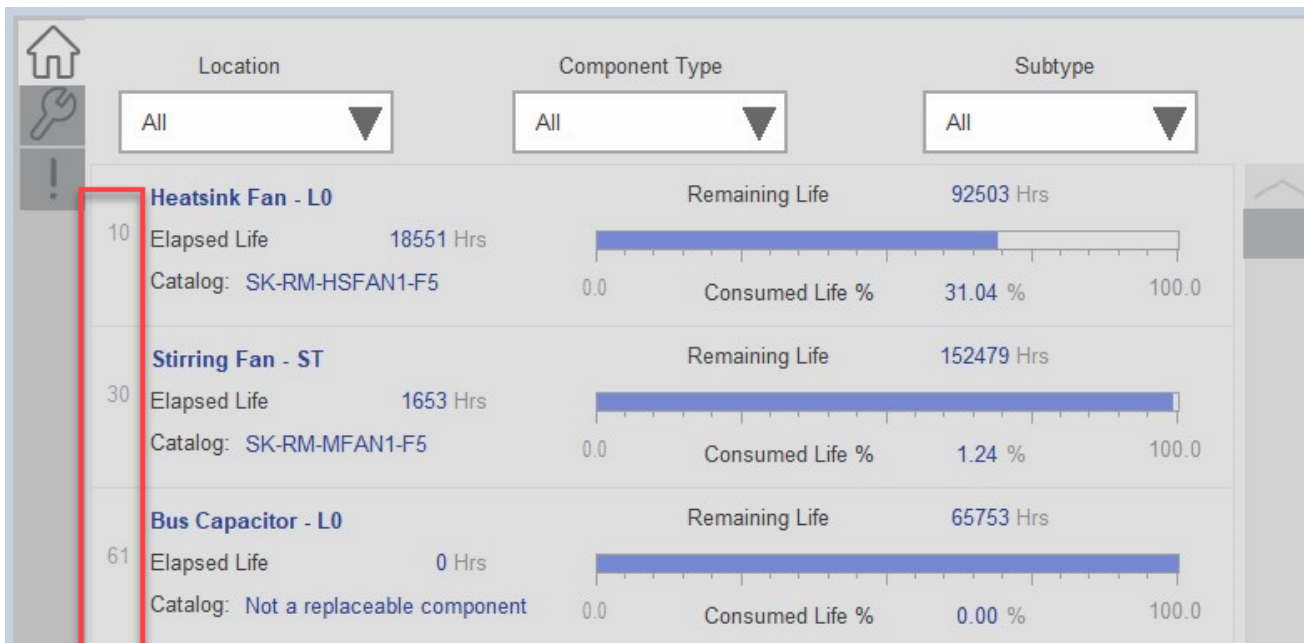 Location Component Type Subtype
All All All
Heatsink Fan - L0 Remaining Life 92503 Hrs
10 Elapsed Life 18551 Hrs
Catalog: SK-RM-HSFAN1-F5 0.0 Consumed Life % 31.04 % 100.0
Stirring Fan - ST Remaining Life 152479 Hrs
30 Elapsed Life 1653 Hrs
Catalog: SK-RM-MFAN1-F5 0.0 Consumed Life % 1.24 % 100.0
Bus Capacitor - L0 Remaining Life 65753 Hrs
61 Elapsed Life 0 Hrs
Catalog: Not a replaceable component 0.0 Consumed Life % 0.00 % 100.0